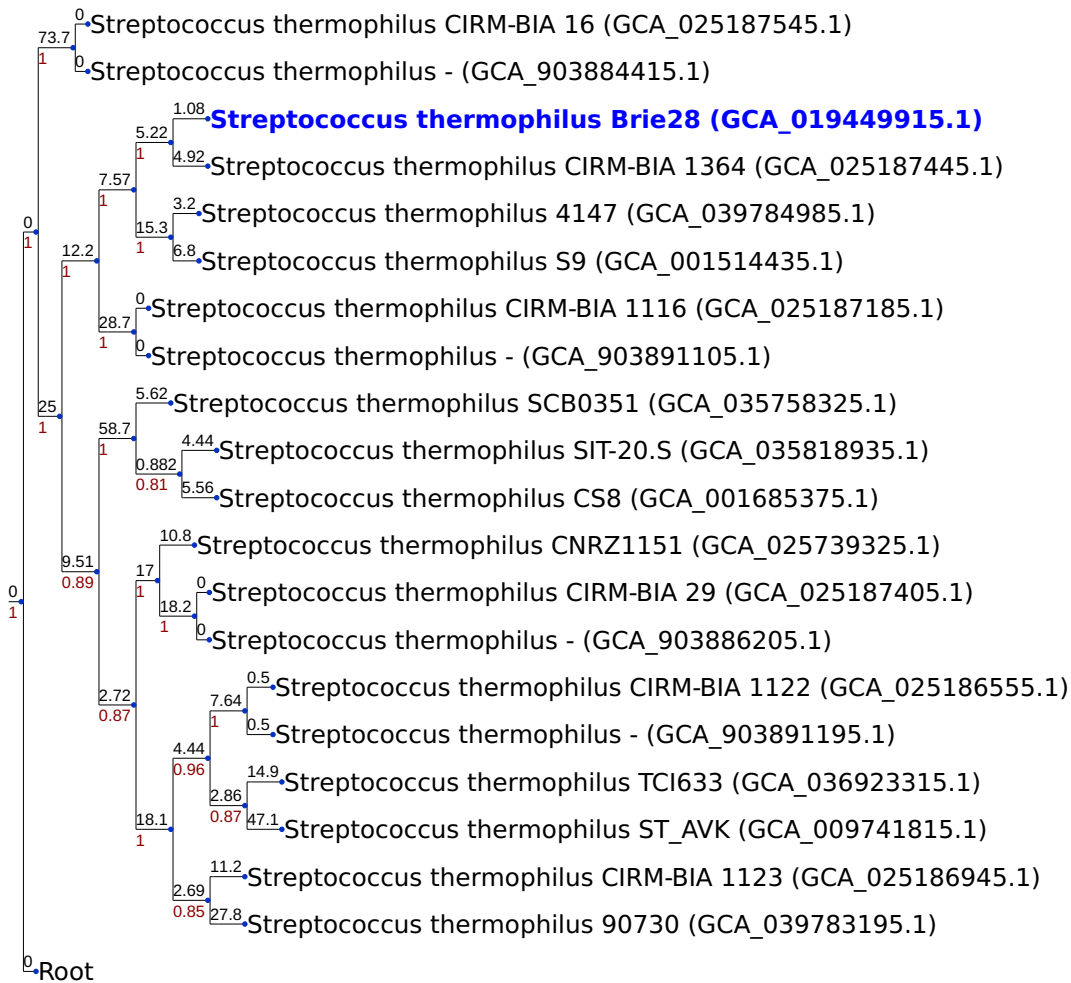 0 Streptococcus thermophilus CIRM-BIA 16 (GCA_025187545.1)
73.7
1
0 Streptococcus thermophilus - (GCA_903884415.1)
1.08 Streptococcus thermophilus Brie28 (GCA_019449915.1)
5.22
1
4.92 Streptococcus thermophilus CIRM-BIA 1364 (GCA_025187445.1)
7.57
1
3.2 Streptococcus thermophilus 4147 (GCA_039784985.1)
0
1
15.3
1
12.2
1
6.8 Streptococcus thermophilus S9 (GCA_001514435.1)
0 Streptococcus thermophilus CIRM-BIA 1116 (GCA_025187185.1)
28.7
1
0 Streptococcus thermophilus - (GCA_903891105.1)
5.62 Streptococcus thermophilus SCB0351 (GCA_035758325.1)
25
1
58.7
1
4.44 Streptococcus thermophilus SIT-20.S (GCA_035818935.1)
0.882
0.81
5.56 Streptococcus thermophilus CS8 (GCA_001685375.1)
10.8 Streptococcus thermophilus CNRZ1151 (GCA_025739325.1)
9.51
0.89
17
1
0 Streptococcus thermophilus CIRM-BIA 29 (GCA_025187405.1)
0
1
18.2
1
0 Streptococcus thermophilus - (GCA_903886205.1)
0.5 Streptococcus thermophilus CIRM-BIA 1122 (GCA_025186555.1)
2.72
0.87
7.64
1
0.5 Streptococcus thermophilus - (GCA_903891195.1)
4.44
0.96
14.9 Streptococcus thermophilus TCI633 (GCA_036923315.1)
2.86
0.87
18.1
1
47.1 Streptococcus thermophilus ST_AVK (GCA_009741815.1)
11.2 Streptococcus thermophilus CIRM-BIA 1123 (GCA_025186945.1)
2.69
0.85
27.8 Streptococcus thermophilus 90730 (GCA_039783195.1)
0 Root